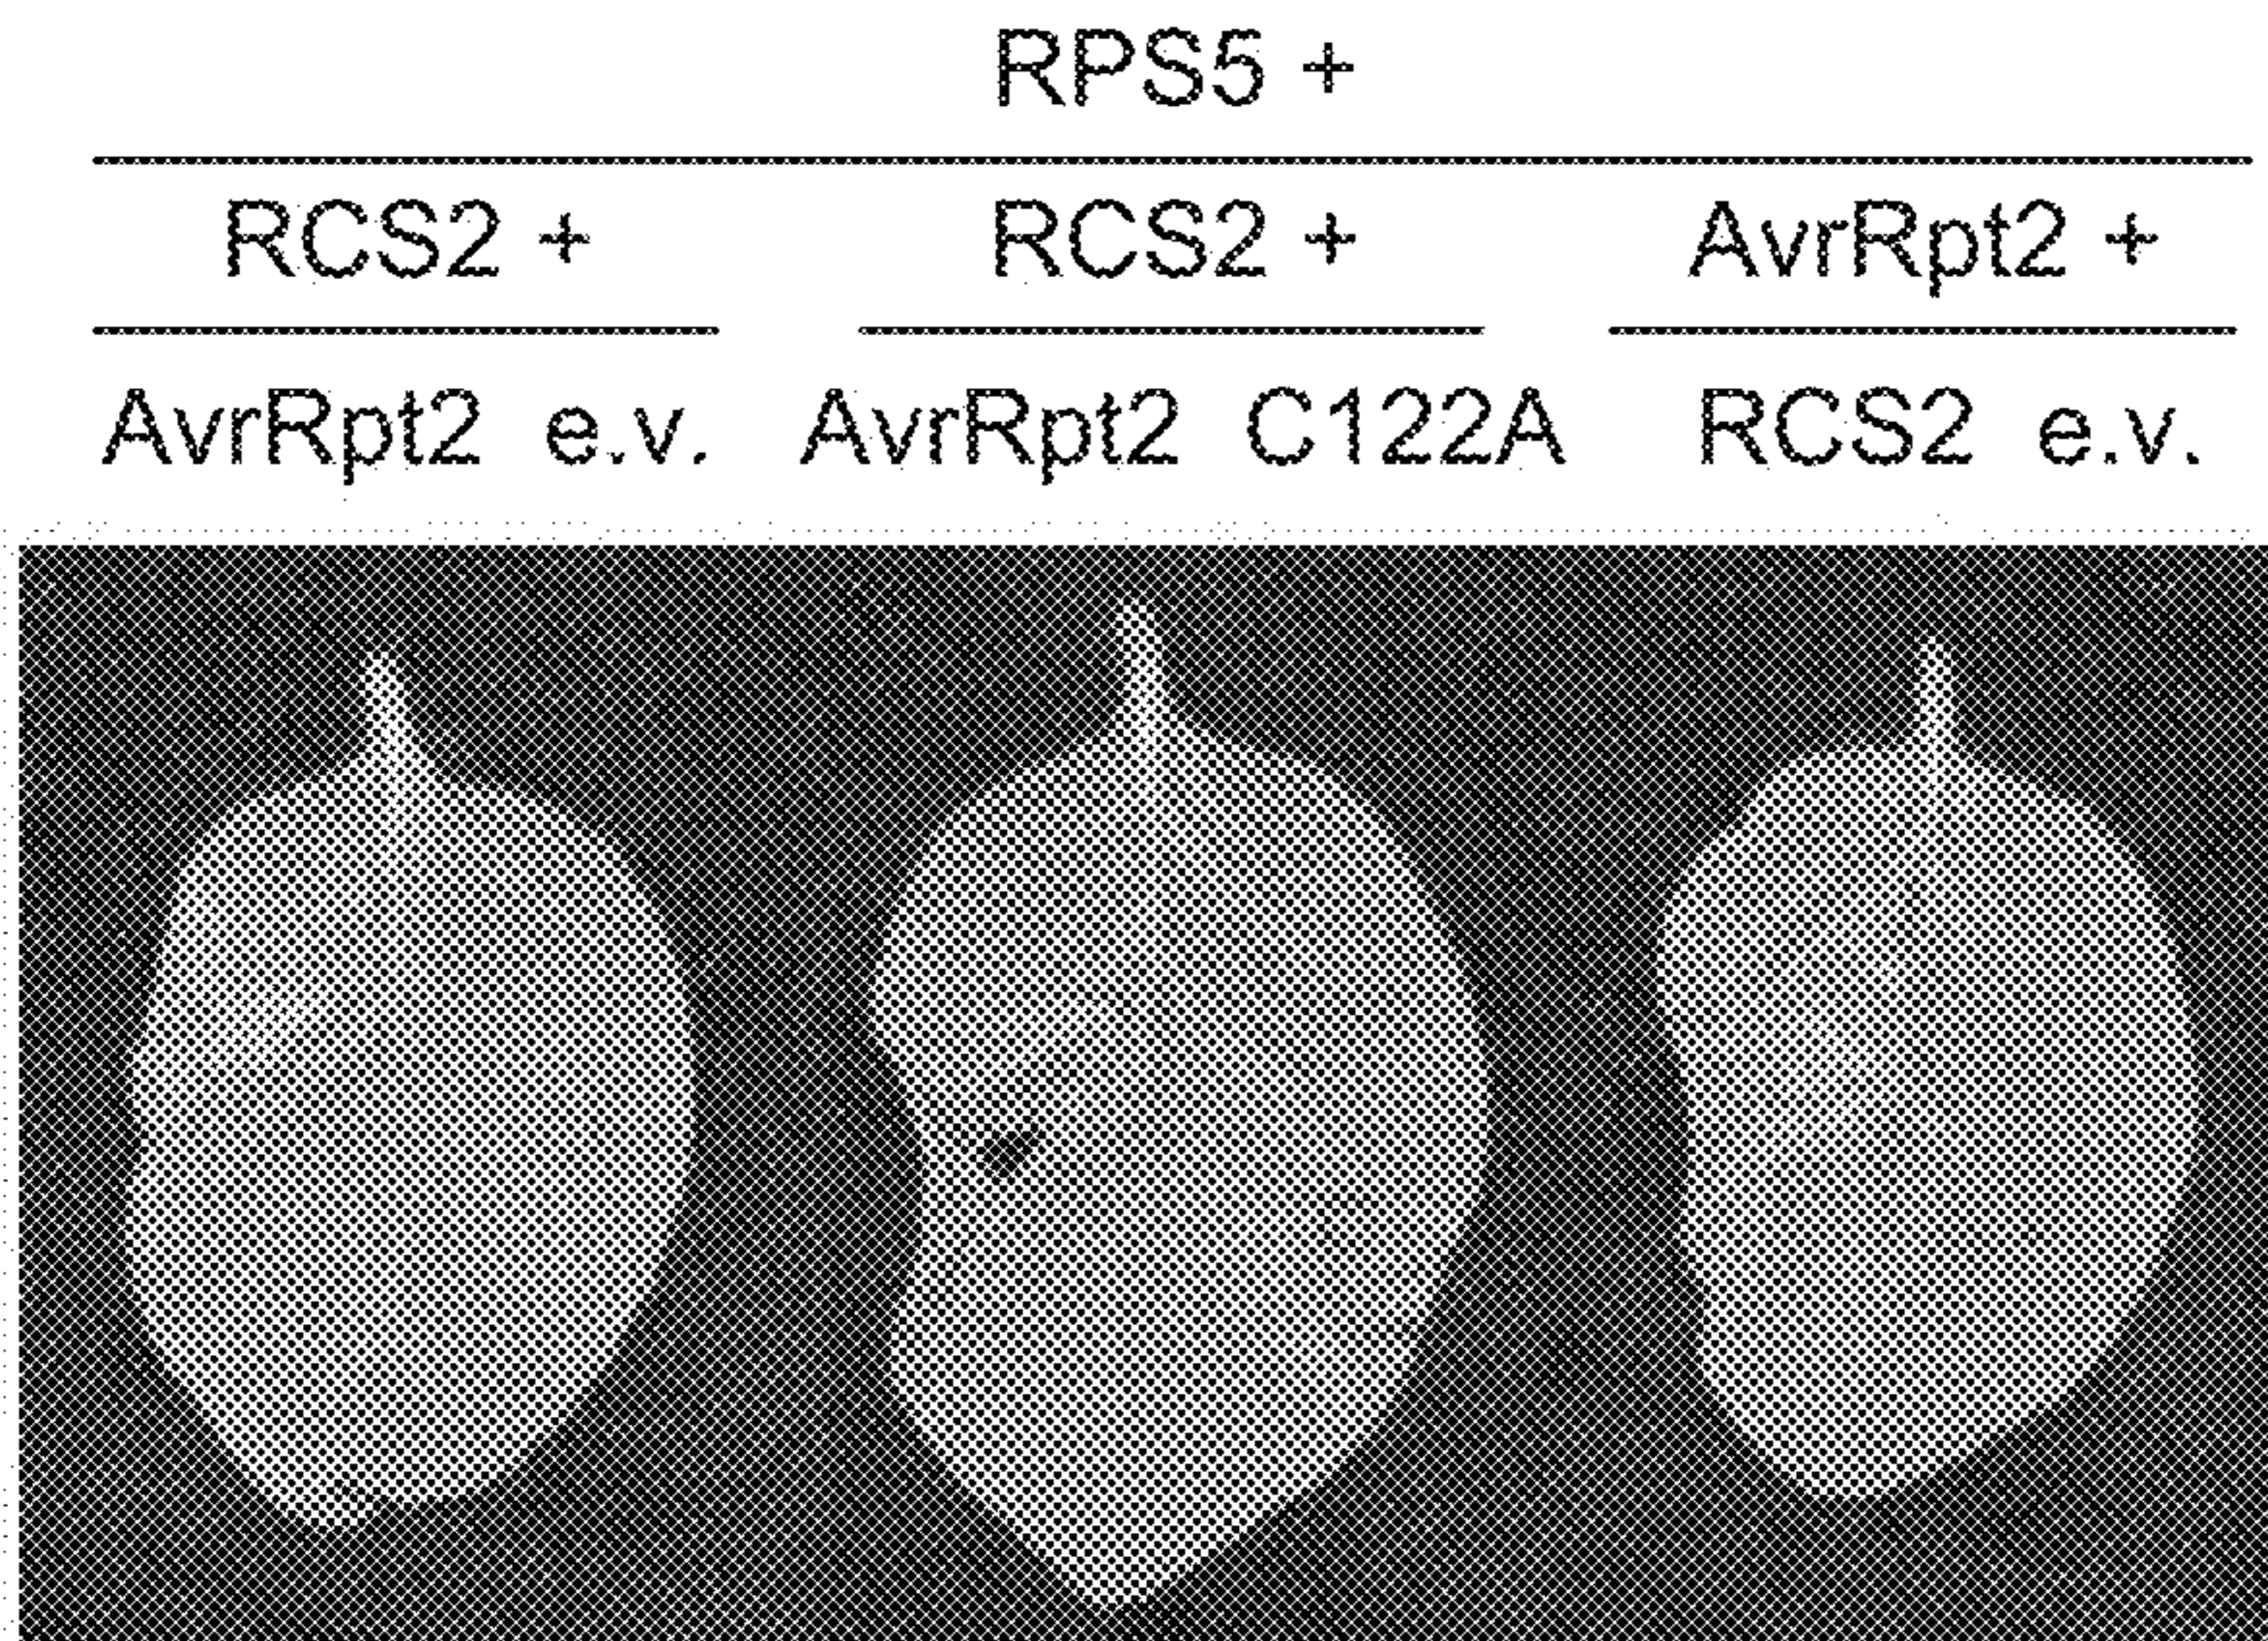 RPS5 +
RCS2 + RCS2 + AvrRpt2 +
AvrRpt2 e.v. AvrRpt2 C122A RCS2 e.v.